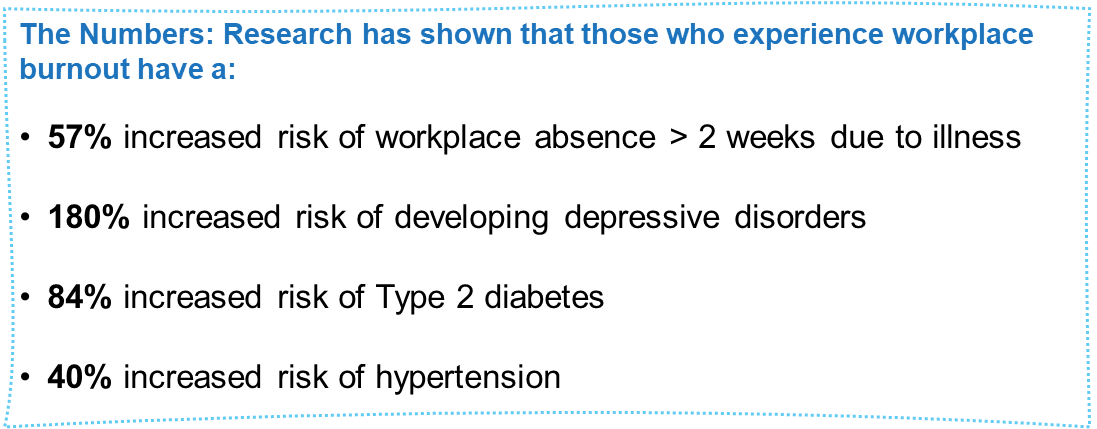 The Numbers: Research has shown that those who experience workplace
burnout have a:
• 57% increased risk of workplace absence > 2 weeks due to illness
• 180% increased risk of developing depressive disorders
• 84% increased risk of Type 2 diabetes
• 40% increased risk of hypertension